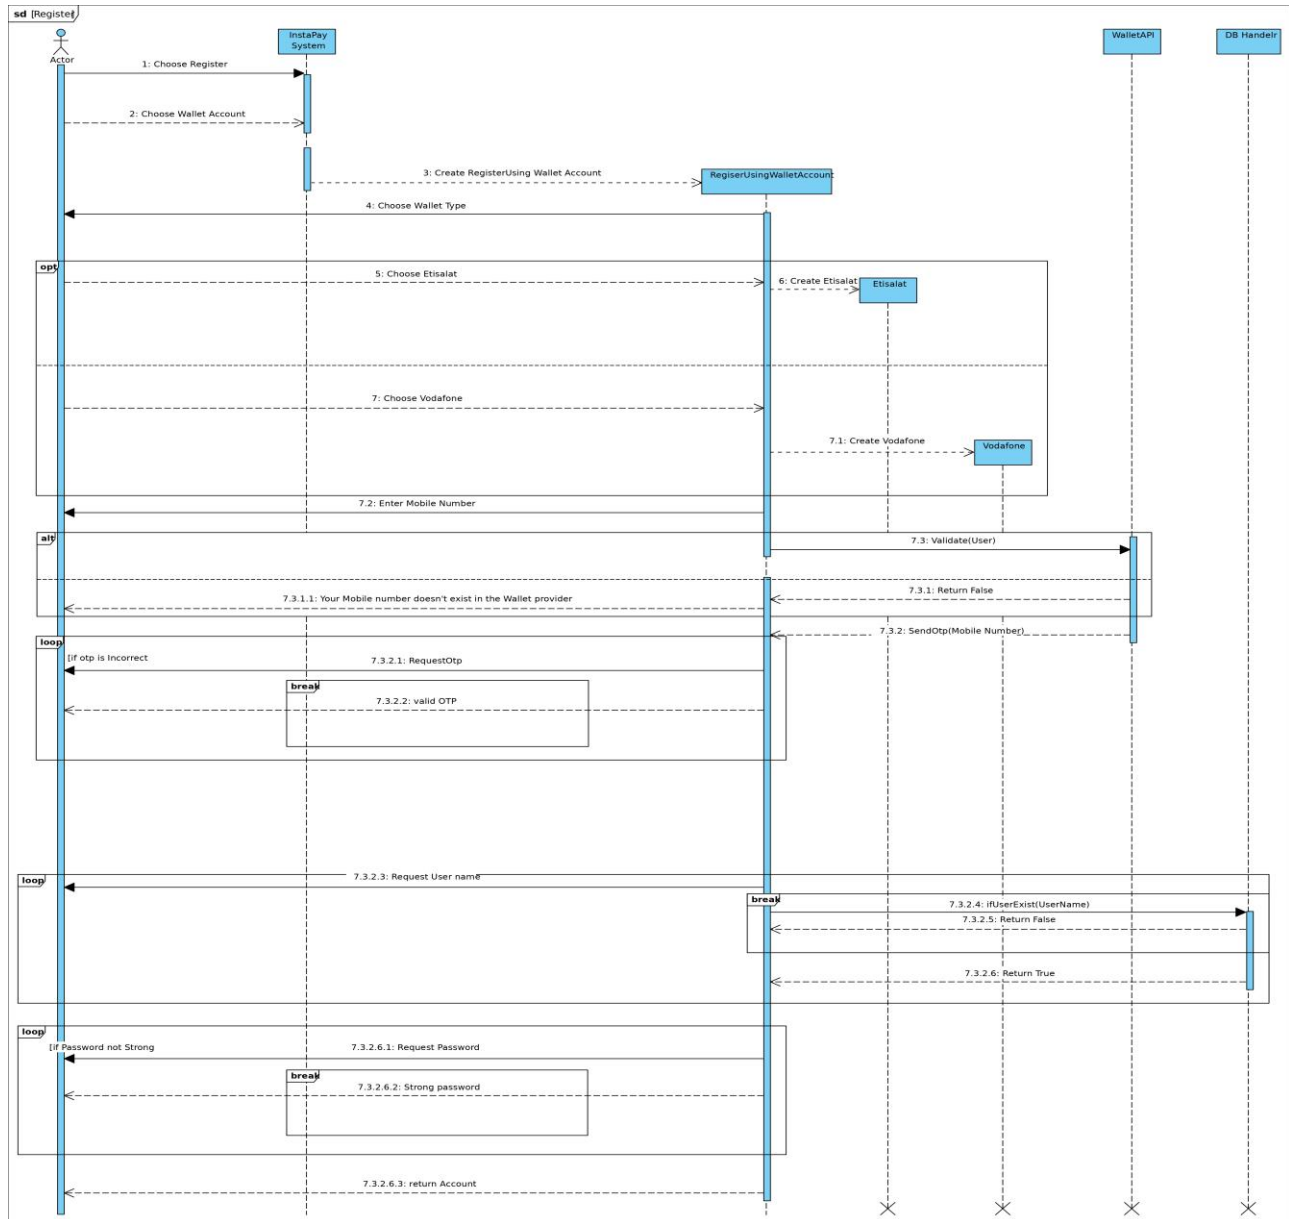 sd [Register]
Actor
InstaPay
System
WalletAPI
DB Handelr
1: Choose Register
2: Choose Wallet Account
3: Create RegisterUsing Wallet Account
RegiserUsingWalletAccount
4: Choose Wallet Type
opt
5: Choose Etisalat
6: Create Etisalat
Etisalat
7: Choose Vodafone
7.1: Create Vodafone
Vodafone
7.2: Enter Mobile Number
alt
7.3: Validate(User)
7.3.1: Return False
7.3.1.1: Your Mobile number doesn't exist in the Wallet provider
7.3.2: SendOtp(Mobile Number)
loop
[if otp is Incorrect
7.3.2.1: RequestOtp
break
7.3.2.2: valid OTP
loop
7.3.2.3: Request User name
break
7.3.2.4: ifUserExist(UserName)
7.3.2.5: Return False
7.3.2.6: Return True
loop
[if Password not Strong
7.3.2.6.1: Request Password
break
7.3.2.6.2: Strong password
7.3.2.6.3: return Account